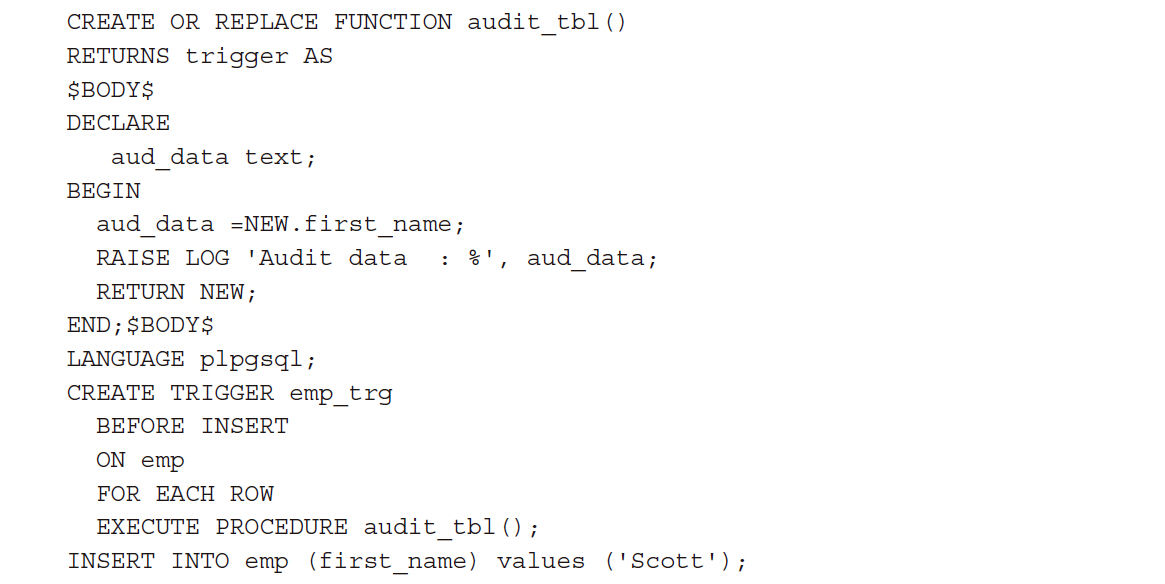 CREATE OR REPLACE FUNCTION audit_tbl()
RETURNS trigger AS
$BODY$
DECLARE
   aud_data text;
BEGIN
  aud_data =NEW.first_name;
  RAISE LOG 'Audit data  : %', aud_data;
  RETURN NEW;
END;$BODY$
LANGUAGE plpgsql;
CREATE TRIGGER emp_trg
  BEFORE INSERT
  ON emp
  FOR EACH ROW
  EXECUTE PROCEDURE audit_tbl();
INSERT INTO emp (first_name) values ('Scott');